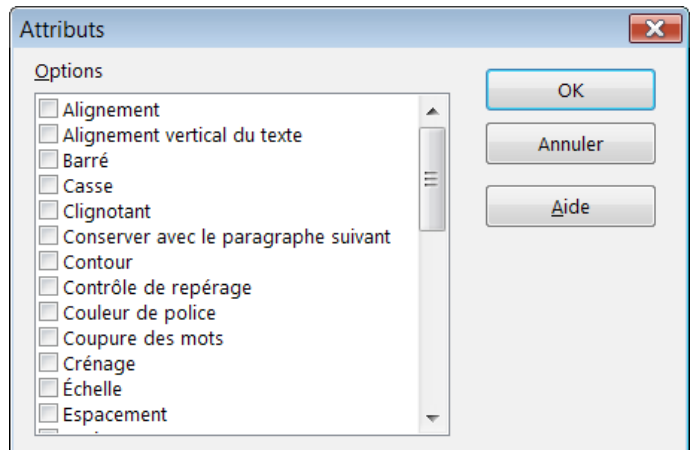 Attributs
Options
Alignement
Alignement vertical du texte
Barré
Casse
Clignotant
Conserver avec le paragraphe suivant
Contour
Contrôle de repérage
Couleur de police
Coupure des mots
Crénage
Échelle
Espacement
OK
Annuler
Aide